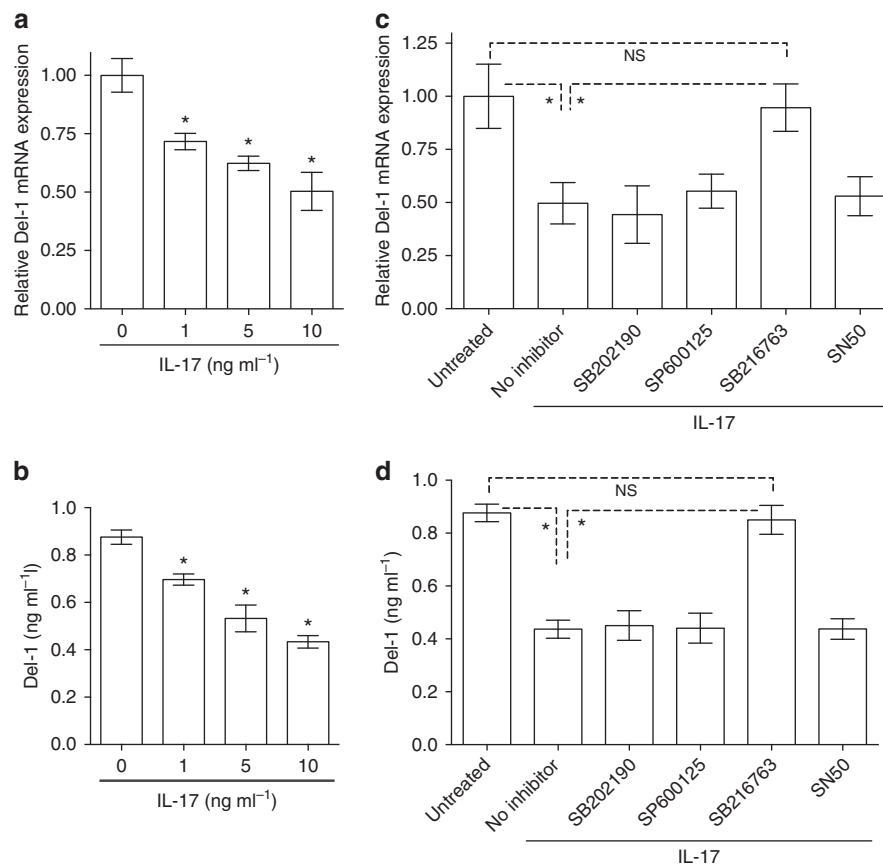 a
Relative Del-1 mRNA expression
1.00
0.75
0.50
0.25
0.00
*
*
*
0
1
5
10
IL-17 (ng ml⁻¹)
c
Relative Del-1 mRNA expression
1.25
1.00
0.75
0.50
0.25
0.00
NS
*
*
Untreated
No inhibitor
SB202190
SP600125
SB216763
SN50
IL-17
b
Del-1 (ng ml⁻¹l)
1.0
0.8
0.6
0.4
0.4
0.0
*
*
*
0
1
5
10
IL-17 (ng ml⁻¹)
d
Del-1 (ng ml⁻¹)
1.0
0.8
0.6
0.4
0.2
0.0
NS
*
*
Untreated
No inhibitor
SB202190
SP600125
SB216763
SN50
IL-17